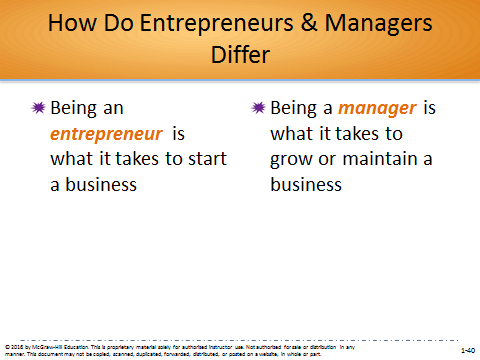 How Do Entrepreneurs & Managers
Differ
Being an
entrepreneur is
what it takes to start
a business
Being a manager is
what it takes to
grow or maintain a
business
© 2016 by McGraw-Hill Education. This is proprietary material solely for authorized instructor use. Not authorized for sale or distribution in any
manner. This document may not be copied, scanned, duplicated, forwarded, distributed, or posted on a website, in whole or part.
1-40